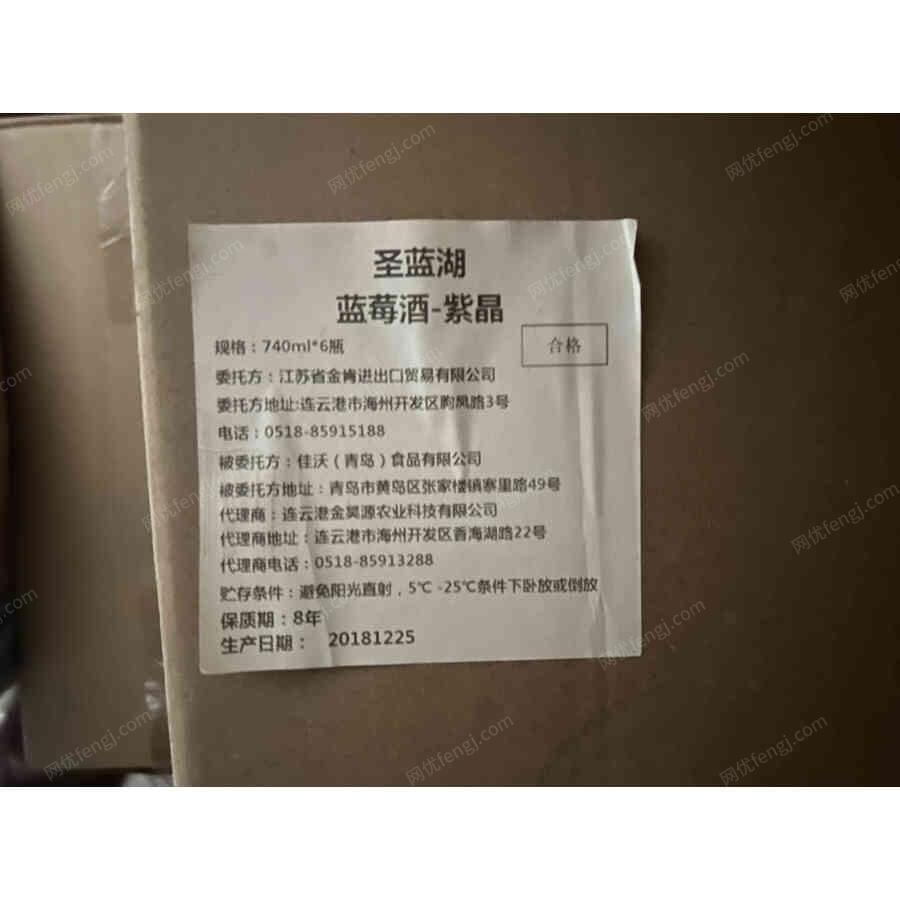 圣蓝湖
蓝莓酒-紫晶
规格：740ml*6瓶
合格
委托方：江苏省金肯进出口贸易有限公司
委托方地址:连云港市海州开发区朐凤路3号
电话：0518-85915188
被委托方：佳沃（青岛）食品有限公司
被委托方地址：青岛市黄岛区张家楼镇寨里路49号
代理商：连云港金昊源农业科技有限公司
代理商地址：连云港市海州开发区香海湖路22号
代理商电话：0518-85913288
贮存条件：避免阳光直射，5℃ -25℃条件下卧放或倒放
保质期：8年
生产日期： 20181225
网优fengj.com